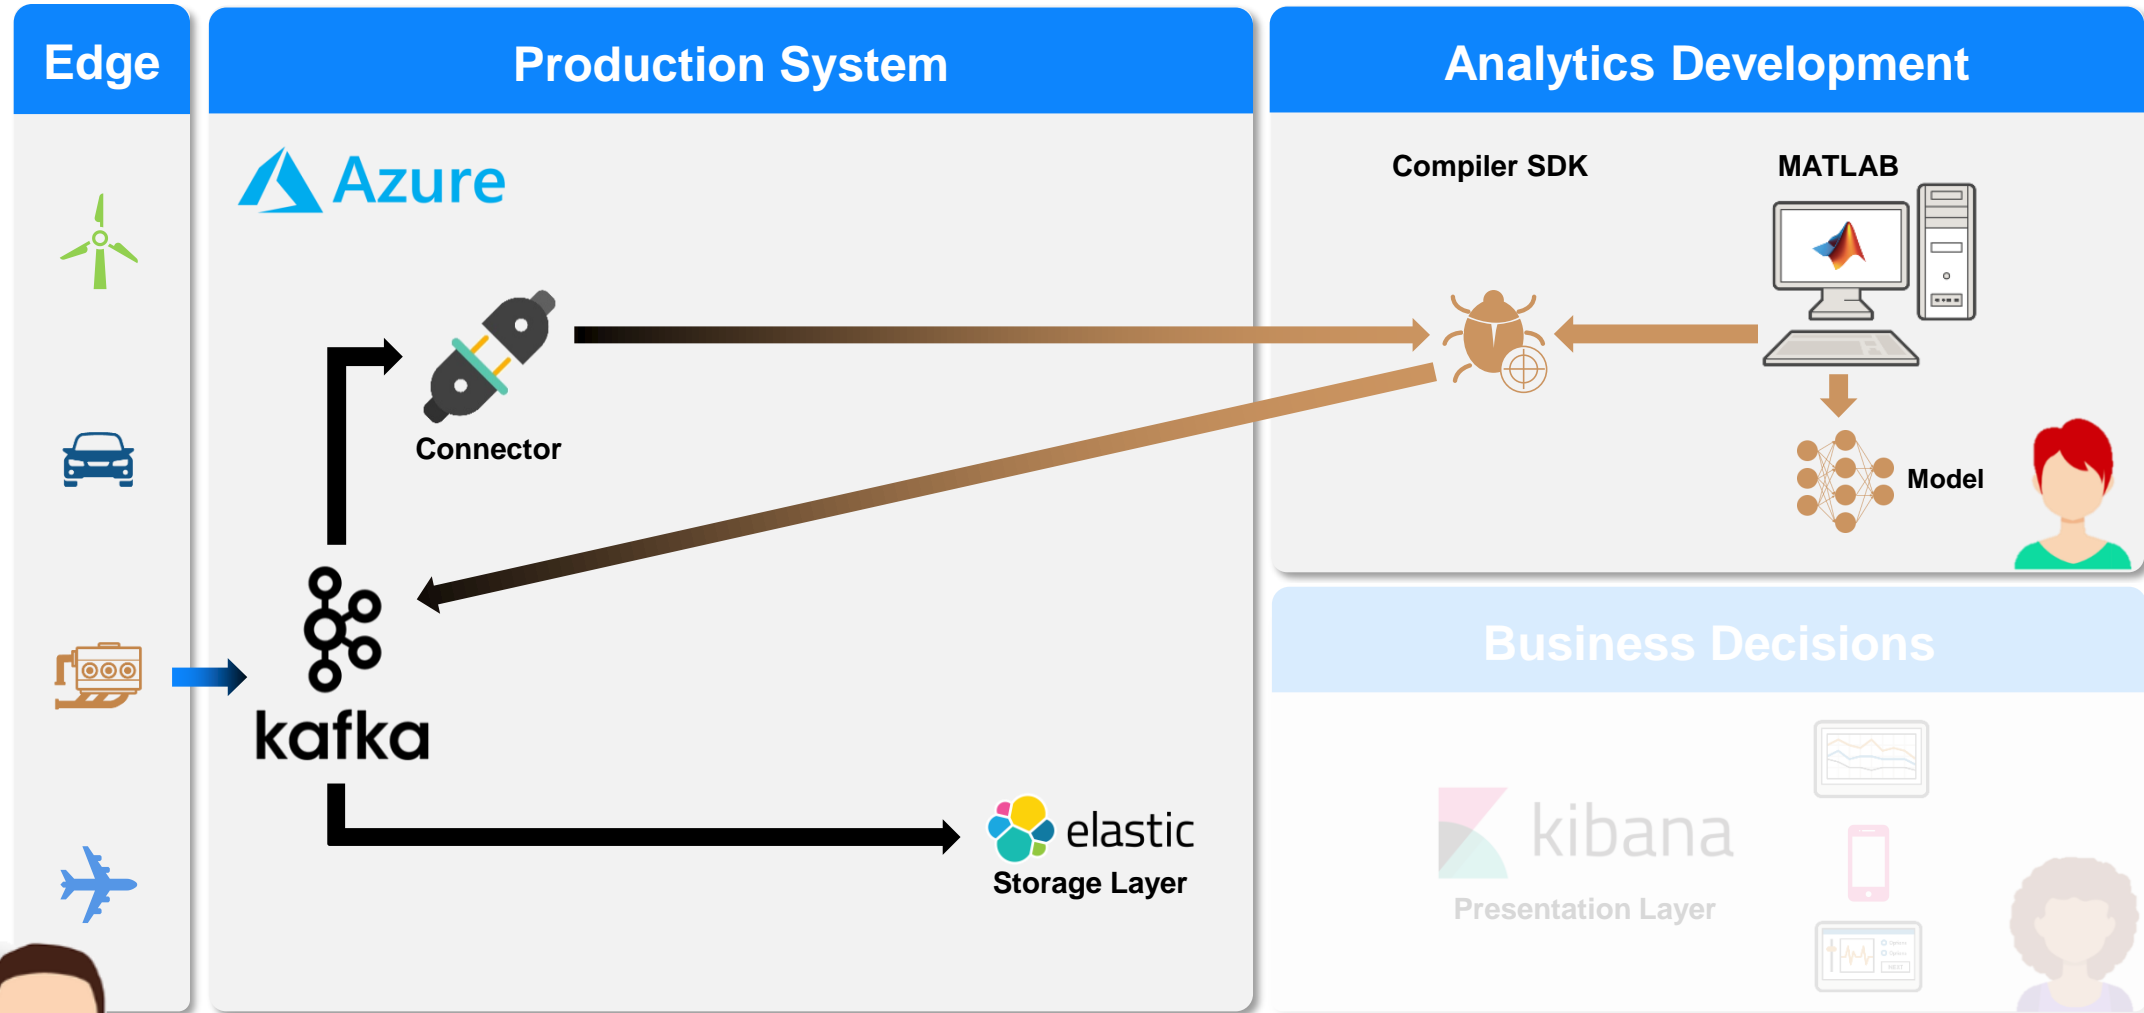 Edge
Production System
Analytics Development
Azure
Compiler SDK
MATLAB
Connector
Model
kafka
elastic
Storage Layer
Business Decisions
kibana
Presentation Layer
NEXT